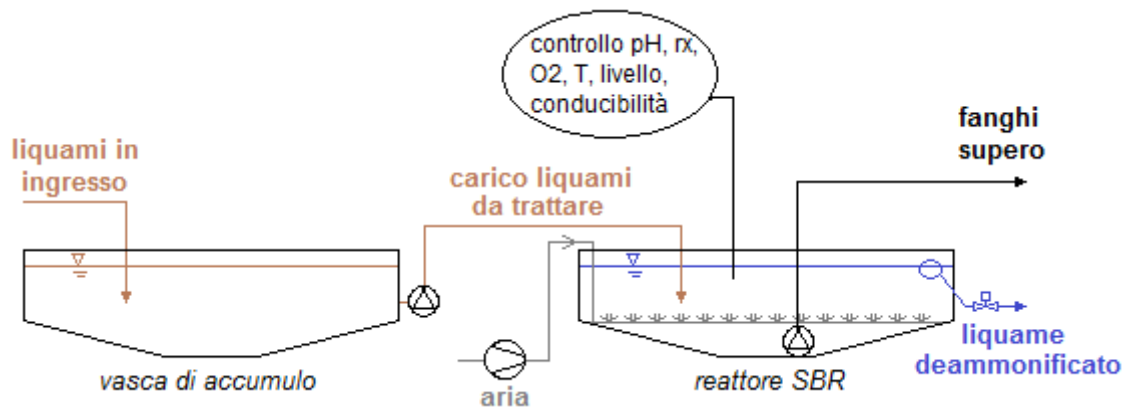 controllo pH, rx,
O2, T, livello,
conducibilità
fanghi
supero
liquami in
ingresso
carico liquami
da trattare
liquame
deammonificato
vasca di accumulo
reattore SBR
aria